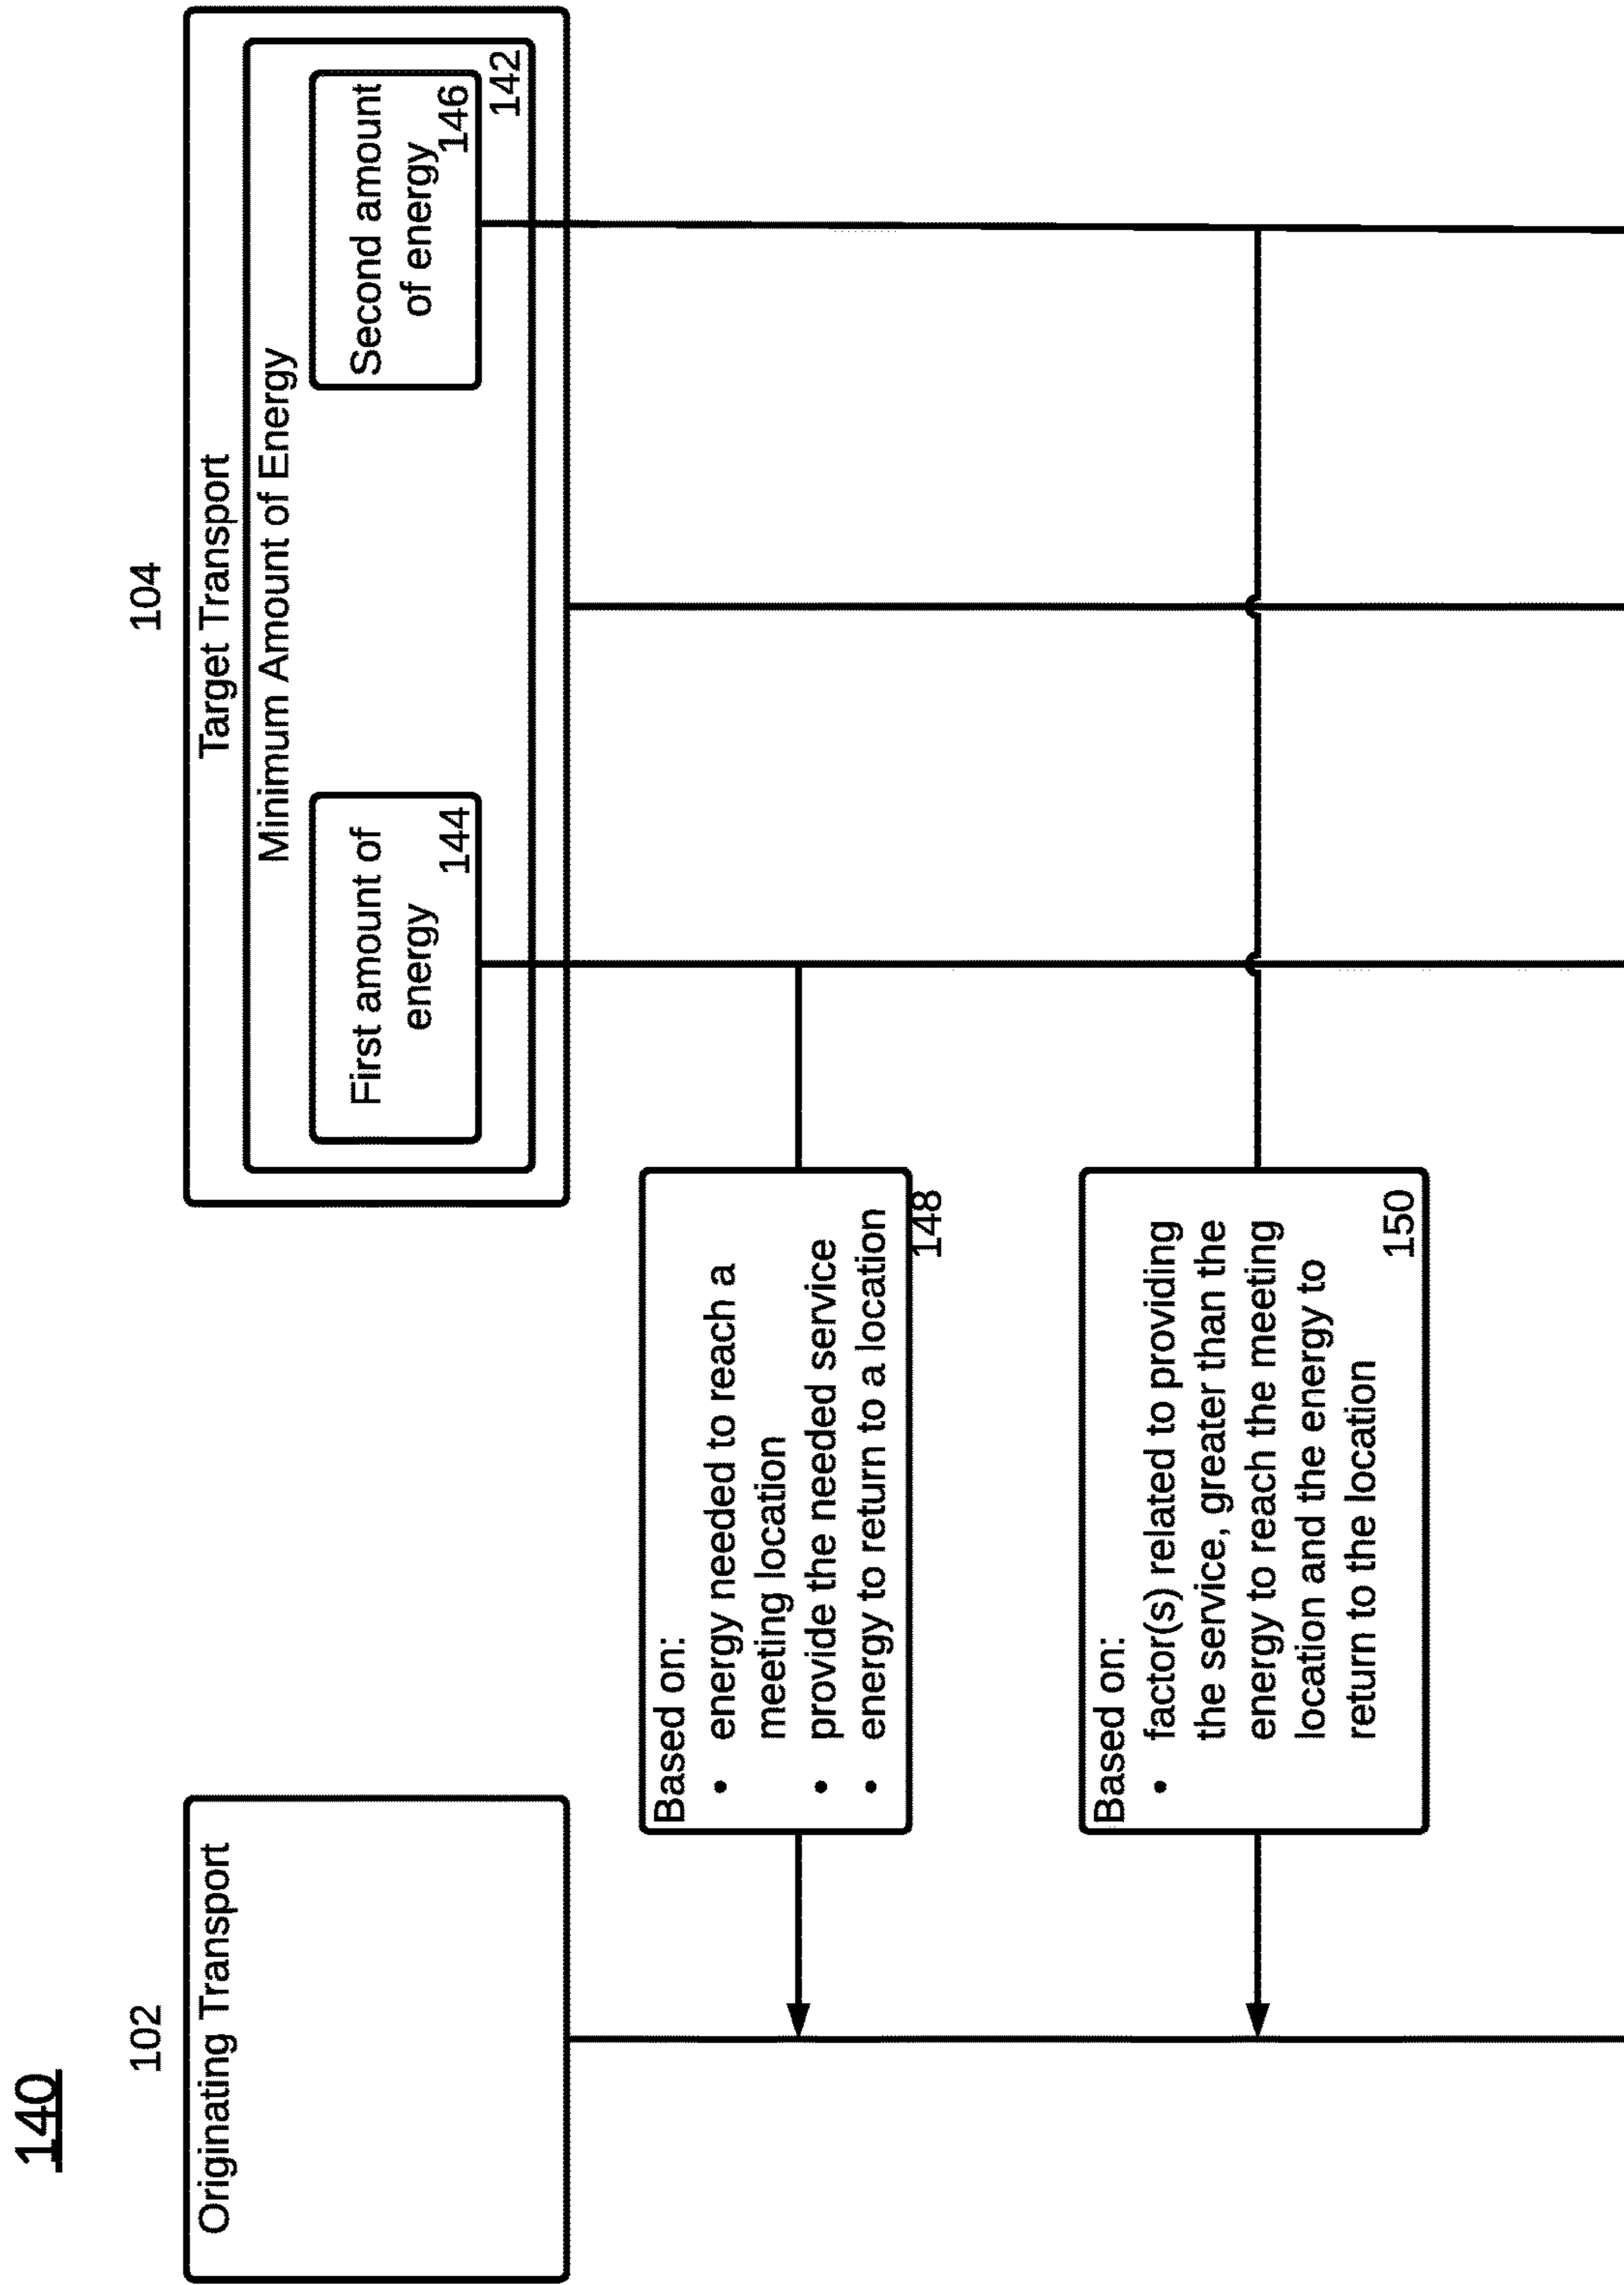 140
102
104
Originating Transport
Target Transport
Minimum Amount of Energy
First amount of
energy
144
Second amount
of energy
146
142
Based on:
• energy needed to reach a
meeting location
• provide the needed service
• energy to return to a location
148
Based on:
• factor(s) related to providing
the service, greater than the
energy to reach the meeting
location and the energy to
return to the location
150